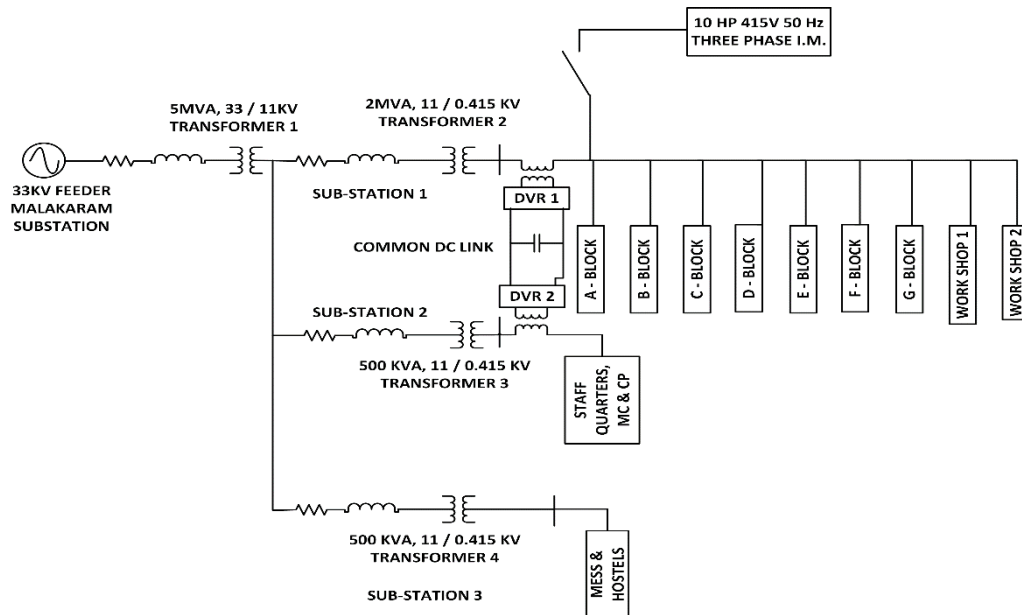 10 HP 415V 50 Hz
THREE PHASE I.M.
5MVA, 33 / 11KV
TRANSFORMER 1
2MVA, 11 / 0.415 KV
TRANSFORMER 2
33KV FEEDER
MALAKARAM
SUBSTATION
SUB-STATION 1
DVR 1
COMMON DC LINK
DVR 2
A - BLOCK
B - BLOCK
C - BLOCK
D - BLOCK
E - BLOCK
F - BLOCK
G - BLOCK
WORK SHOP 1
WORK SHOP 2
SUB-STATION 2
500 KVA, 11 / 0.415 KV
TRANSFORMER 3
STAFF
QUARTERS,
MC & CP
500 KVA, 11 / 0.415 KV
TRANSFORMER 4
SUB-STATION 3
MESS &
HOSTELS